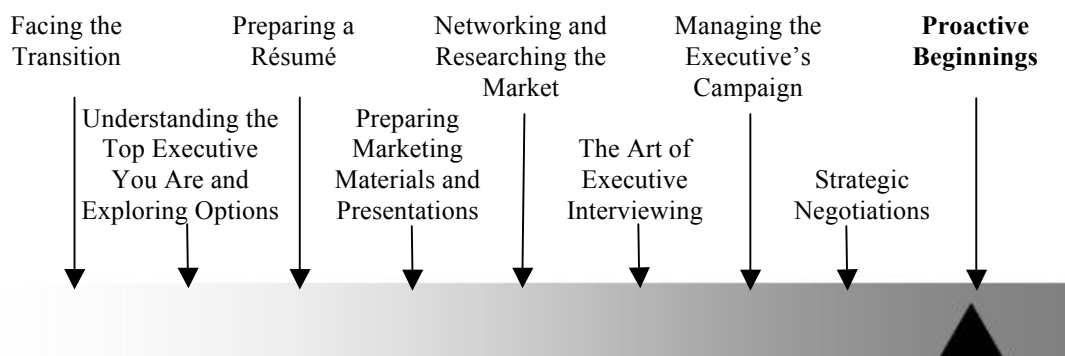 Facing the
Transition
Understanding the
Top Executive
You Are and
Exploring Options
Preparing a
Résumé
Preparing
Marketing
Materials and
Presentations
Networking and
Researching the
Market
The Art of
Executive
Interviewing
Managing the
Executive’s
Campaign
Strategic
Negotiations
Proactive
Beginnings